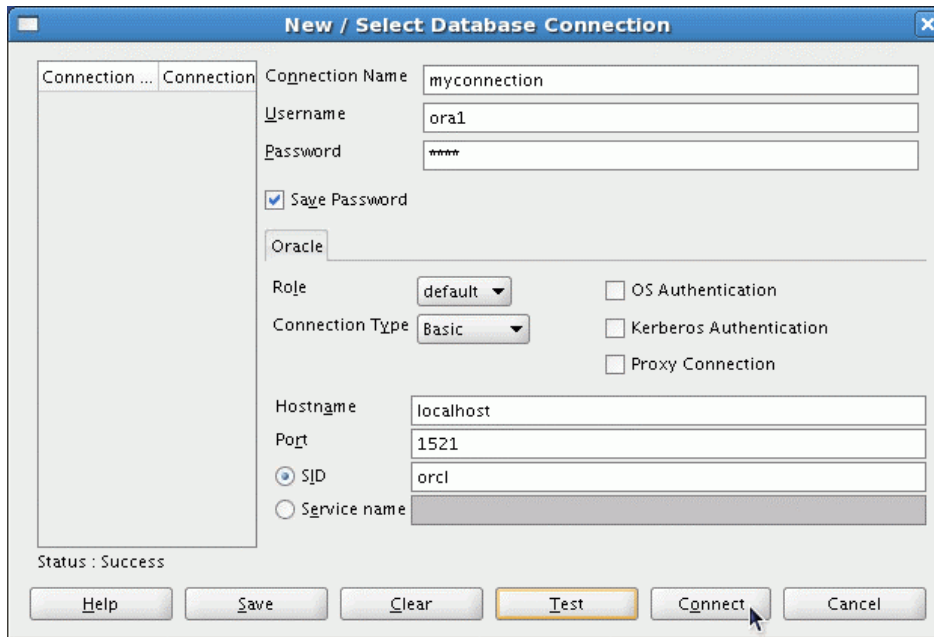 New / Select Database Connection
Connection ... Connection
Connection Name myconnection
Username ora1
Password ****
Save Password
Oracle
Role default OS Authentication
Connection Type Basic Kerberos Authentication
Proxy Connection
Hostname localhost
Port 1521
SID orcl
Service name
Status : Success
Help Save Clear Test Connect Cancel